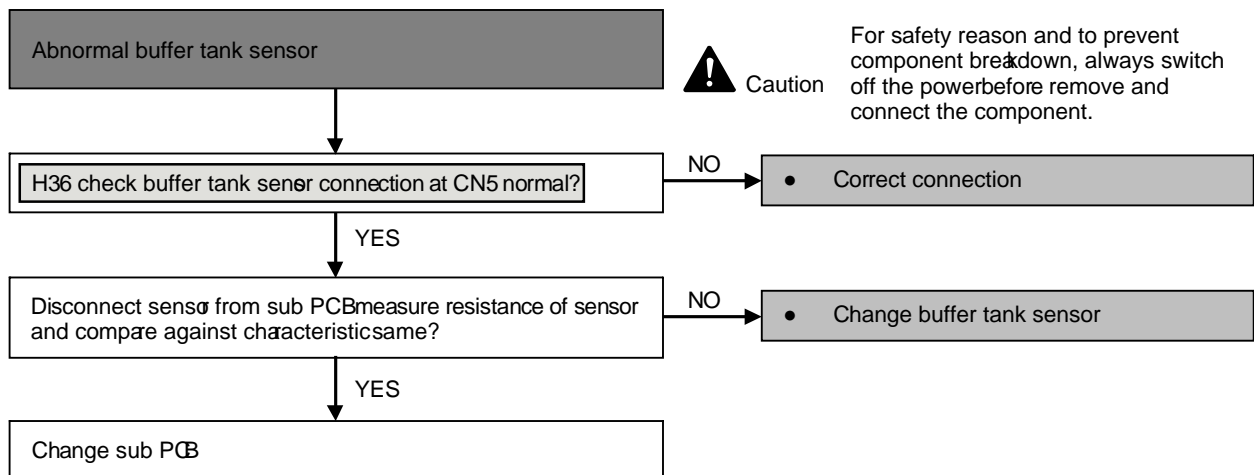 Abnormal buffer tank sensor
Caution
For safety reason and to prevent
component breakdown, always switch
off the powerbefore remove and
connect the component.
H36 check buffer tank sensor connection at CN5 normal?
NO
• Correct connection
YES
Disconnect sensor from sub PCBmeasure resistance of sensor
and compare against characteristicsame?
NO
• Change buffer tank sensor
YES
Change sub PCB